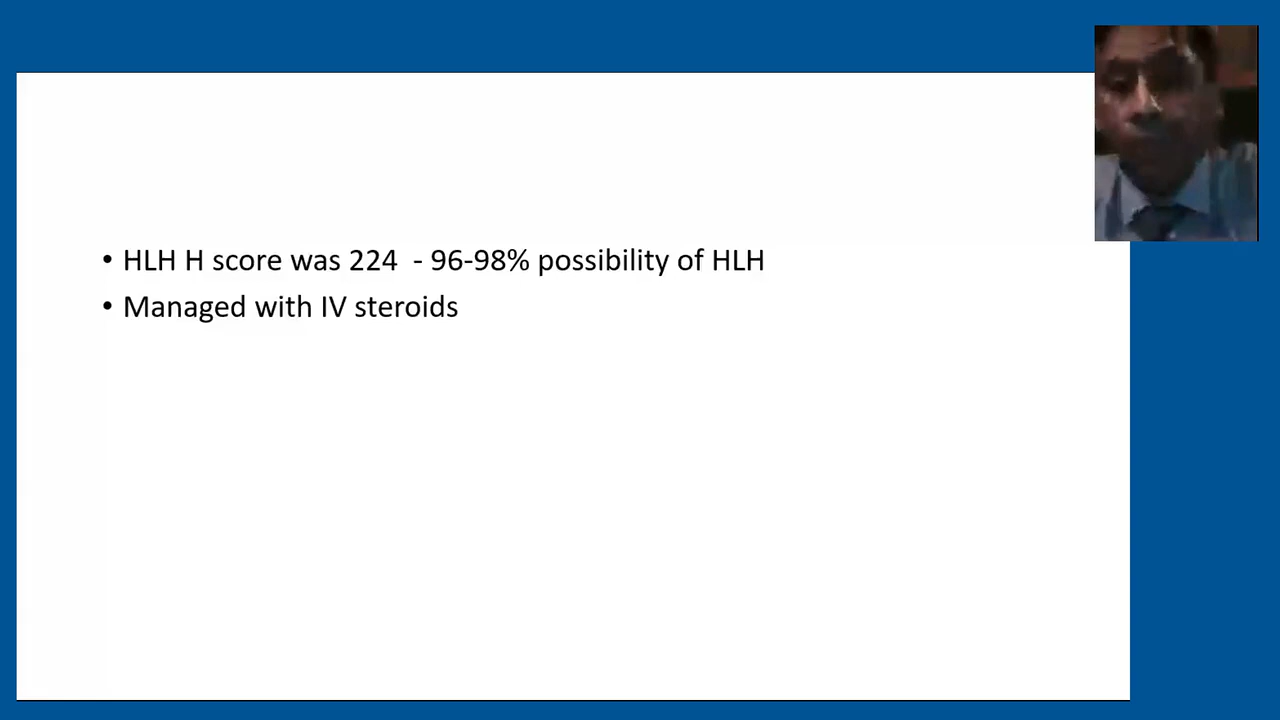 • HLH H score was 224  - 96-98% possibility of HLH
• Managed with IV steroids